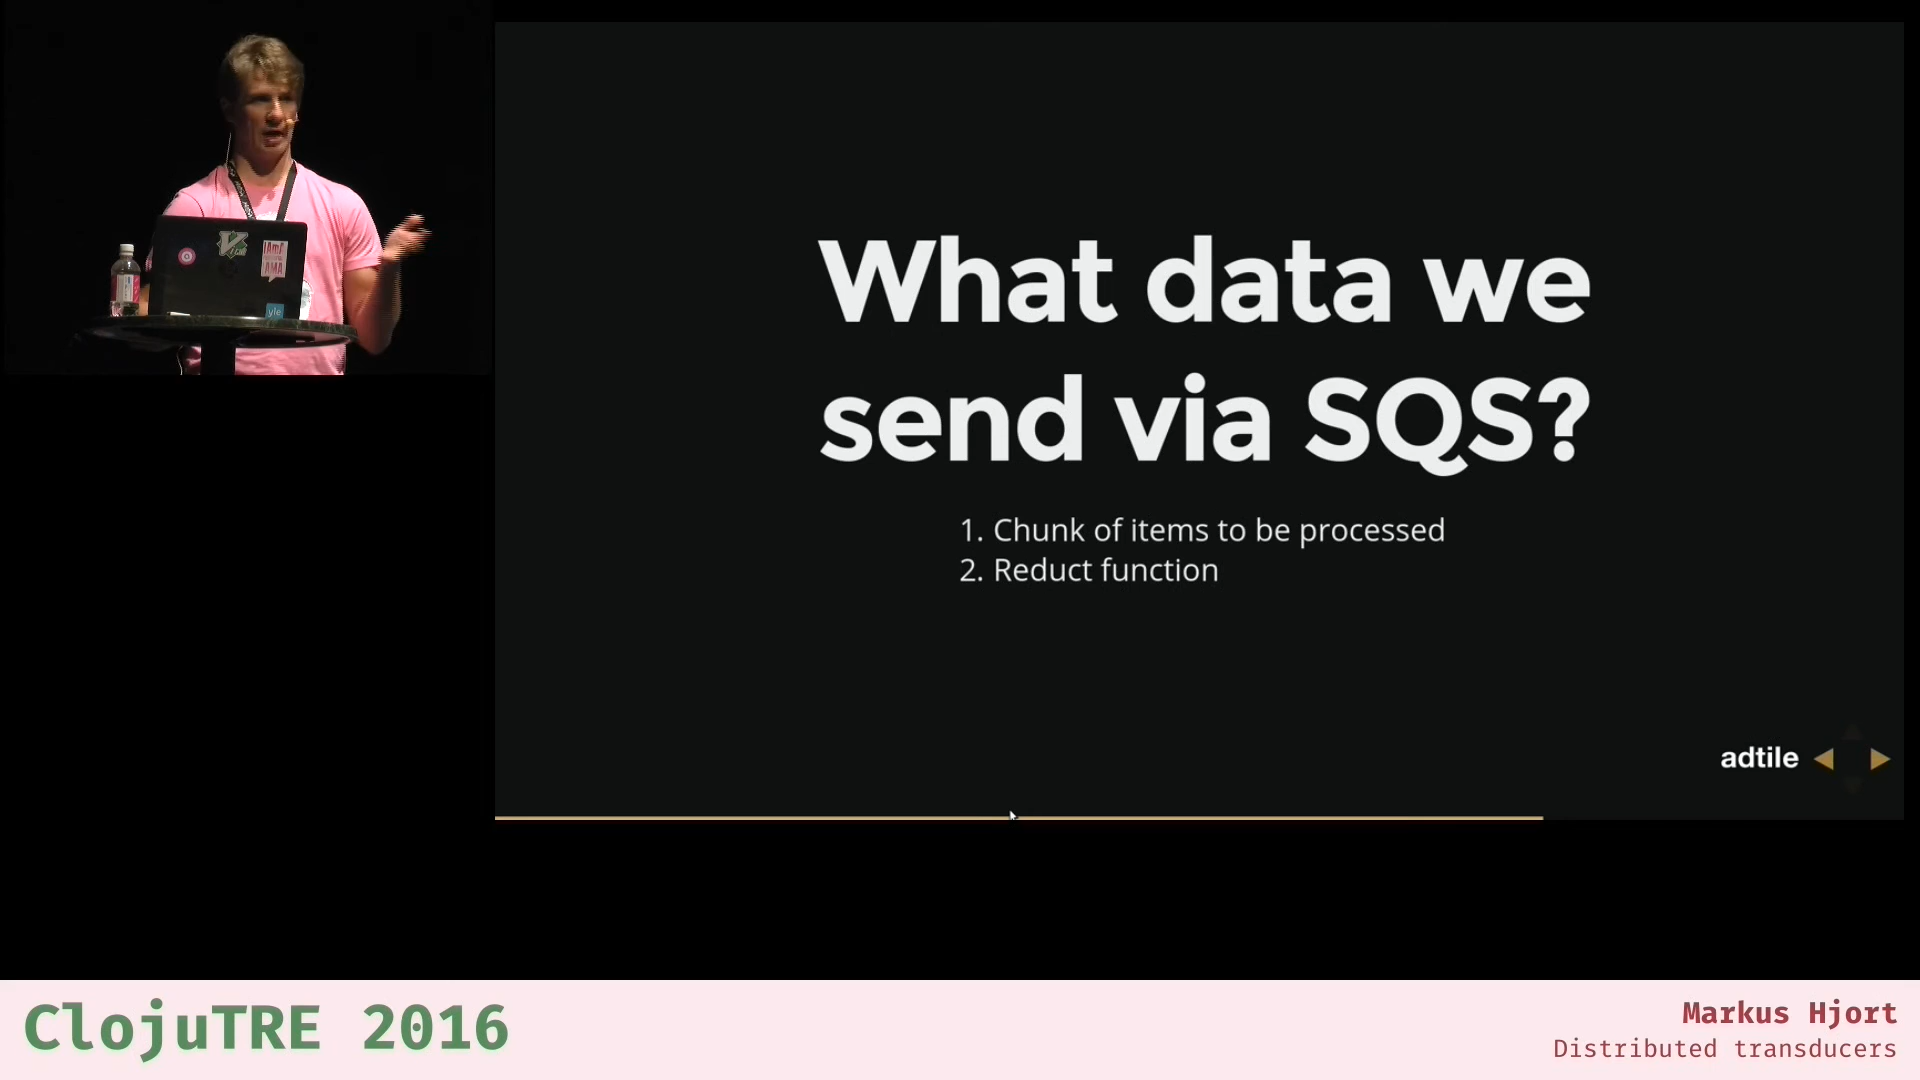 What data we
send via SQS?
1. Chunk of items to be processed
2. Reduct function
adtile
yle
ClojuTRE 2016
Markus Hjort
Distributed transducers